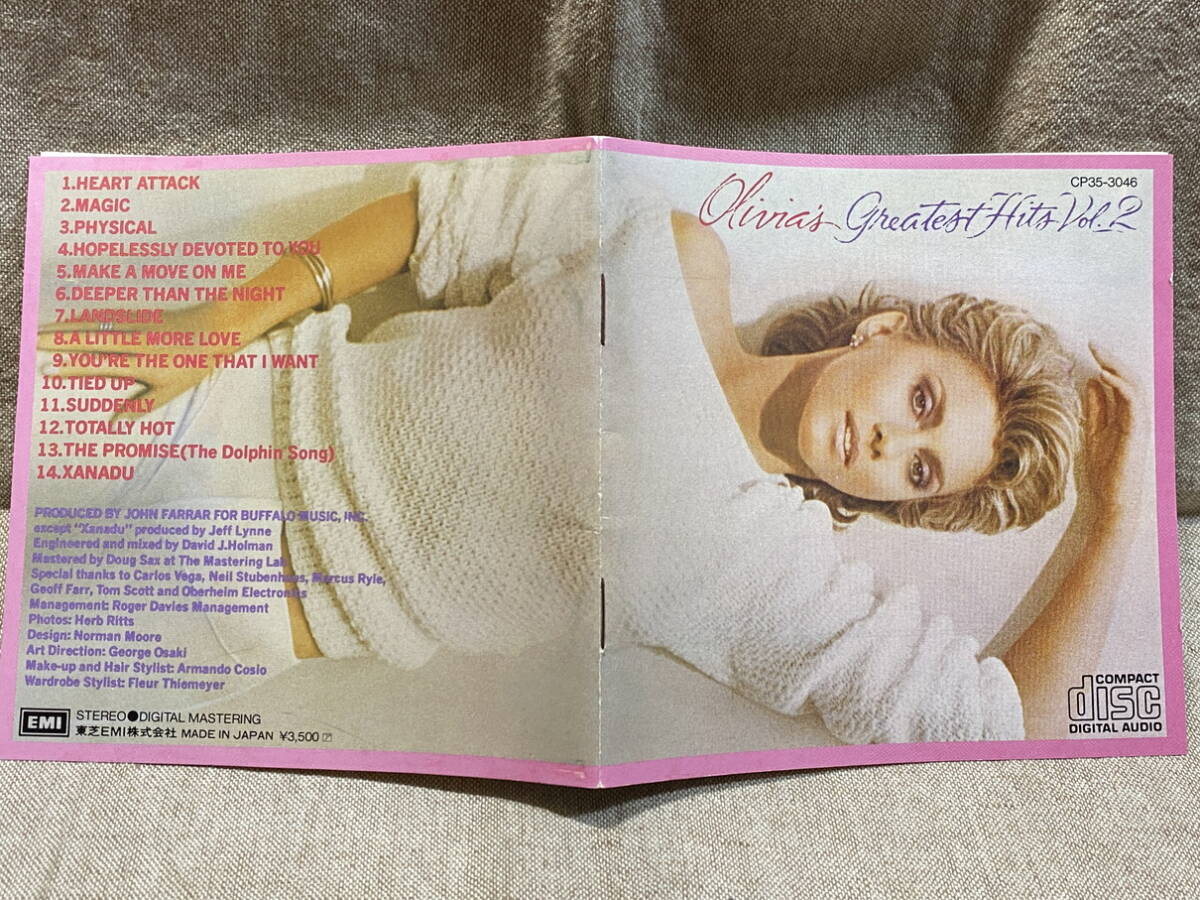 1.HEART ATTACK
2.MAGIC
3.PHYSICAL
4.HOPELESSLY DEVOTED TO YOU
5.MAKE A MOVE ON ME
6.DEEPER THAN THE NIGHT
7.LANDSLIDE
8.A LITTLE MORE LOVE
9.YOU'RE THE ONE THAT I WANT
10.TIED UP
11.SUDDENLY
12.TOTALLY HOT
13.THE PROMISE(The Dolphin Song)
14.XANADU
PRODUCED BY JOHN FARRAR FOR BUFFALO MUSIC, INC.
except "Xanadu" produced by Jeff Lynne
Engineered and mixed by David J.Holman
Mastered by Doug Sax at The Mastering Lab
Special thanks to Carlos Vega, Neil Stubenhaus, Marcus Ryle,
Geoff Farr, Tom Scott and Oberheim Electronics
Management: Roger Davies Management
Photos: Herb Ritts
Design: Norman Moore
Art Direction: George Osaki
Make-up and Hair Stylist: Armando Cosio
Wardrobe Stylist: Fleur Thiemeyer
EMI
STEREO●DIGITAL MASTERING
東芝EMI株式会社 MADE IN JAPAN ¥3,500
CP35-3046
Olivia's Greatest Hits Vol.2
COMPACT
disc
DIGITAL AUDIO